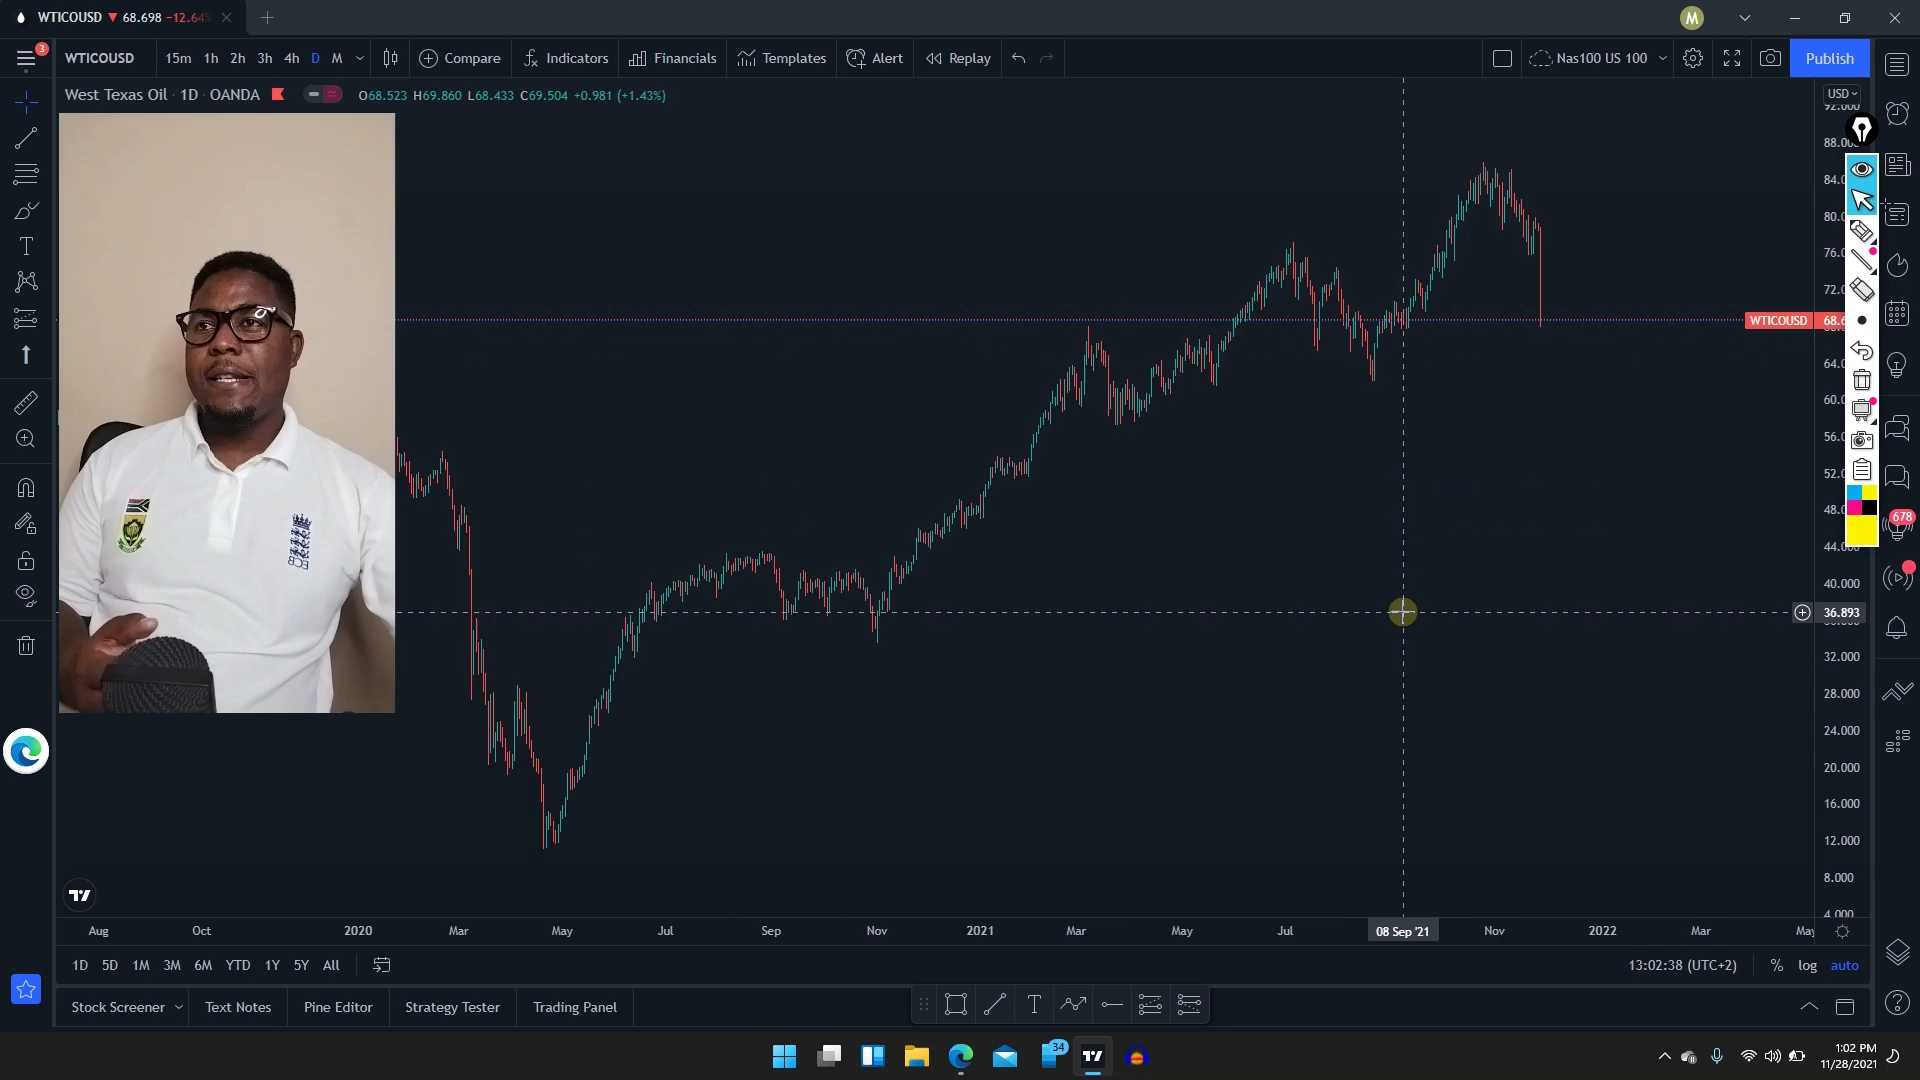 WTICOUSD ▼ 68.698 −12.64%
M
3
WTICOUSD 15m 1h 2h 3h 4h D M Compare Indicators Financials Templates Alert Replay Nas100 US 100 Publish
West Texas Oil · 1D · OANDA O68.523 H69.860 L68.433 C69.504 +0.981 (+1.43%)
USD
92.000
88.000
84.0
80.0
76.0
72.0
WTICOUSD 68.6
64.0
60.0
56.0
52.0
48.0
678
44.000
40.000
36.893
32.000
28.000
24.000
20.000
16.000
12.000
8.000
4.000
ECB
Aug Oct 2020 Mar May Jul Sep Nov 2021 Mar May Jul 08 Sep '21 Nov 2022 Mar May
1D 5D 1M 3M 6M YTD 1Y 5Y All 13:02:38 (UTC+2) % log auto
Stock Screener Text Notes Pine Editor Strategy Tester Trading Panel
34
1:02 PM
11/28/2021